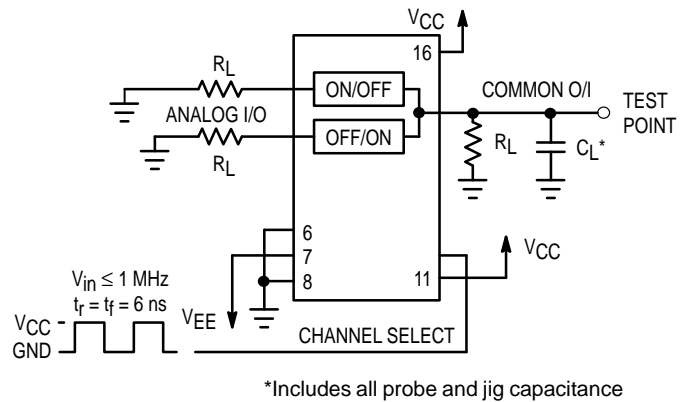 VCC
16
RL
ON/OFF
COMMON O/I
TEST
POINT
ANALOG I/O
OFF/ON
RL
RL
CL*
6
7
8
11
VCC
Vin ≤ 1 MHz
tr = tf = 6 ns
VEE
VCC
GND
CHANNEL SELECT
*Includes all probe and jig capacitance